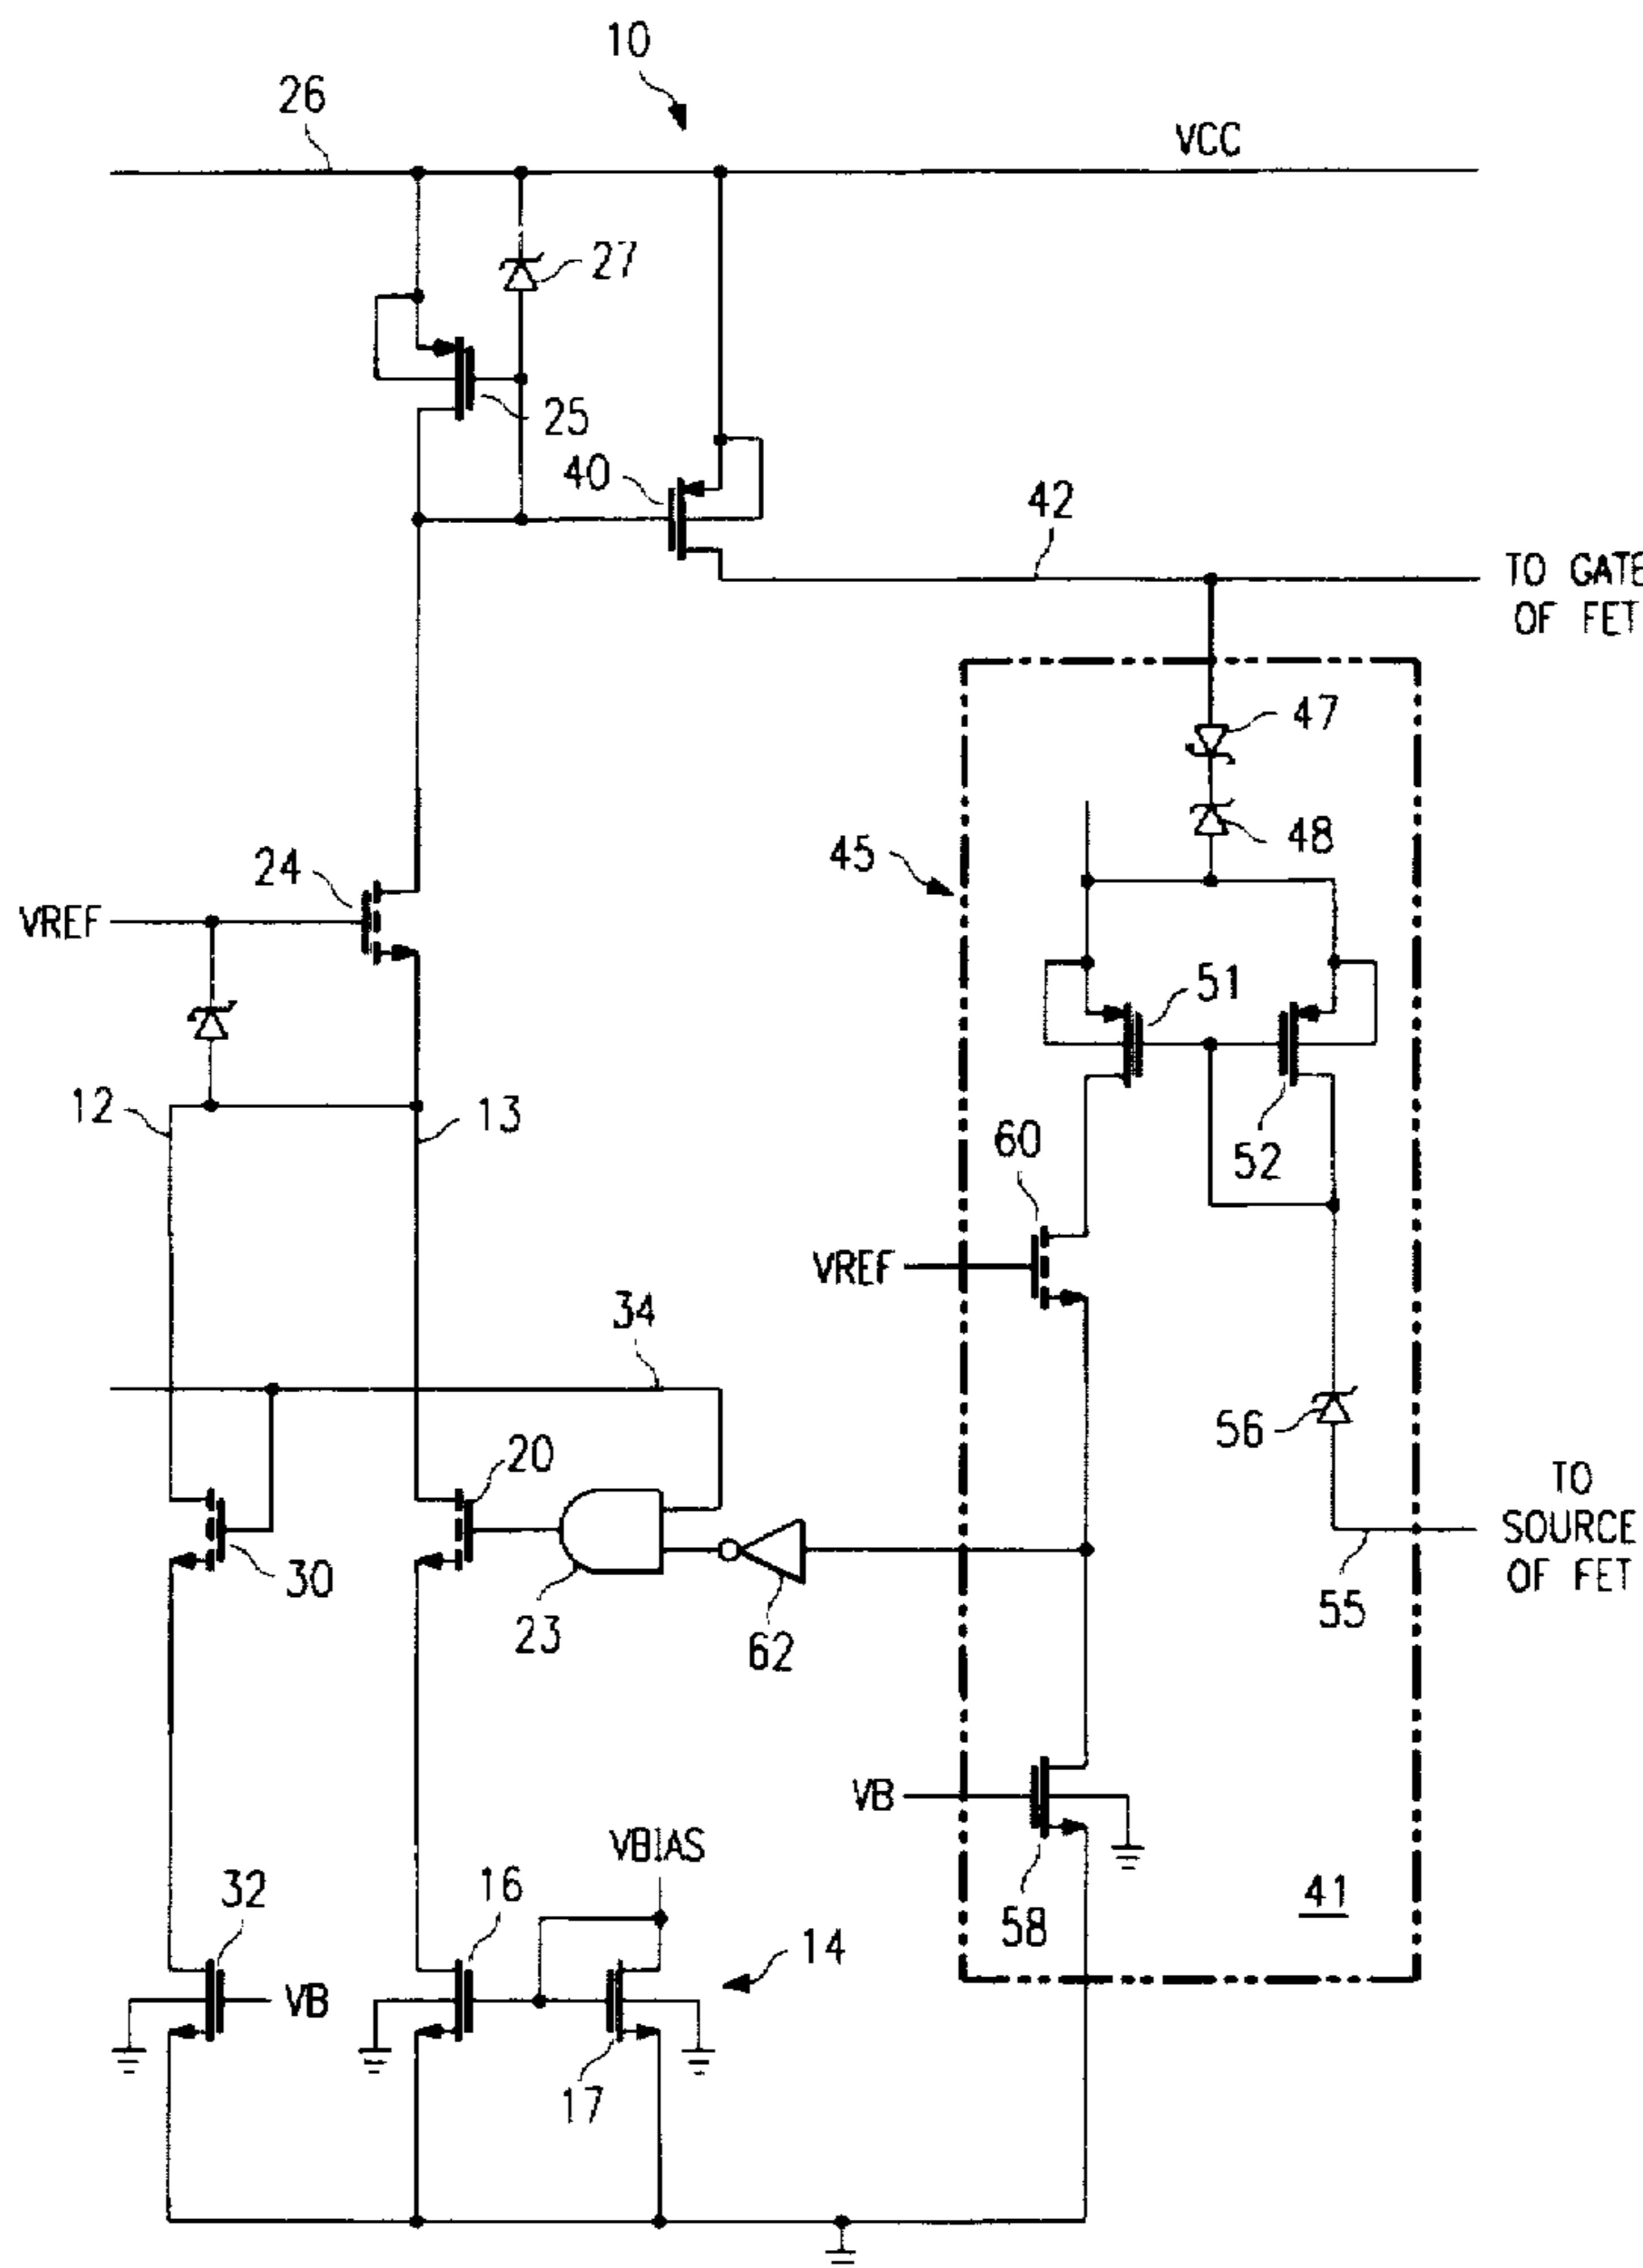 10
26
VCC
27
25
40
42
TO GATE
OF FET
47
48
45
24
VREF
51
12
13
60
52
VREF
34
56
20
TO
SOURCE
OF FET
30
23
62
55
VB
VBIAS
32
16
14
58
41
VB
17